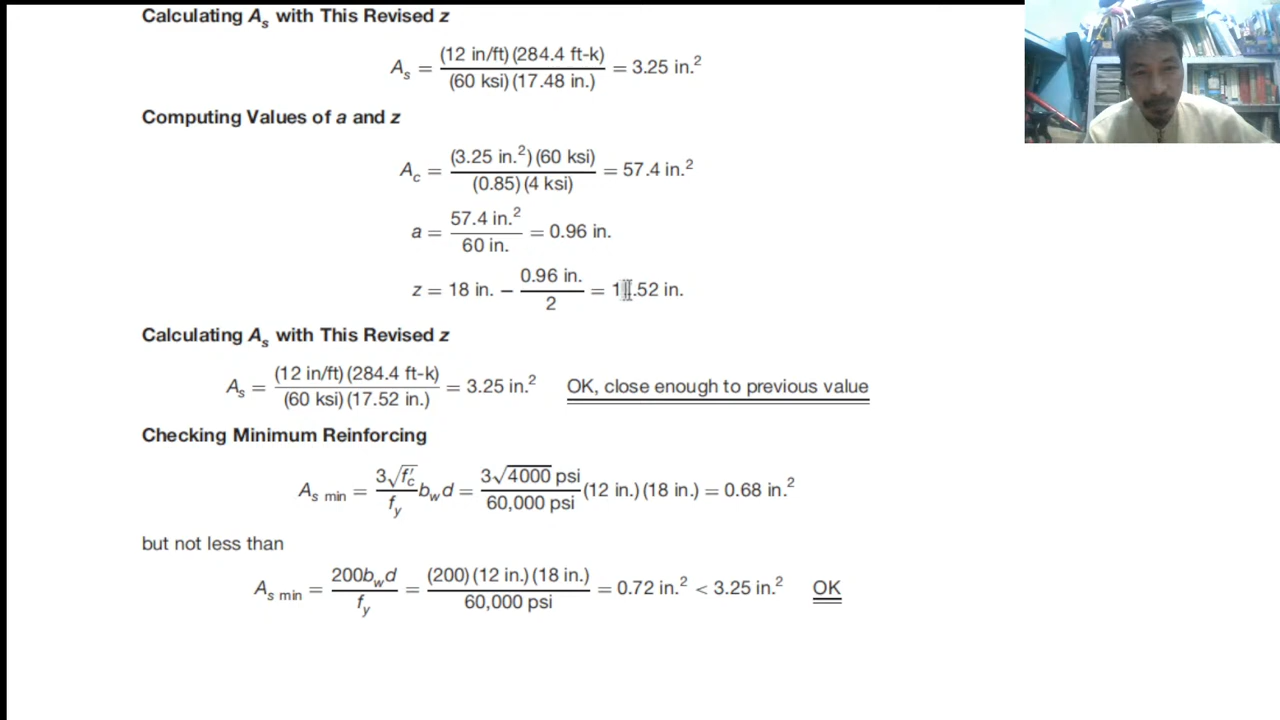 Calculating A_s with This Revised z
A_s = (12 in/ft)(284.4 ft-k) / (60 ksi)(17.48 in.) = 3.25 in.²
Computing Values of a and z
A_c = (3.25 in.²)(60 ksi) / (0.85)(4 ksi) = 57.4 in.²
a = 57.4 in.² / 60 in. = 0.96 in.
z = 18 in. − 0.96 in. / 2 = 1 .52 in.
Calculating A_s with This Revised z
A_s = (12 in/ft)(284.4 ft-k) / (60 ksi)(17.52 in.) = 3.25 in.² OK, close enough to previous value
Checking Minimum Reinforcing
A_s min = 3√f′_c / f_y b_w d = 3√4000 psi / 60,000 psi (12 in.)(18 in.) = 0.68 in.²
but not less than
A_s min = 200b_w d / f_y = (200)(12 in.)(18 in.) / 60,000 psi = 0.72 in.² < 3.25 in.² OK